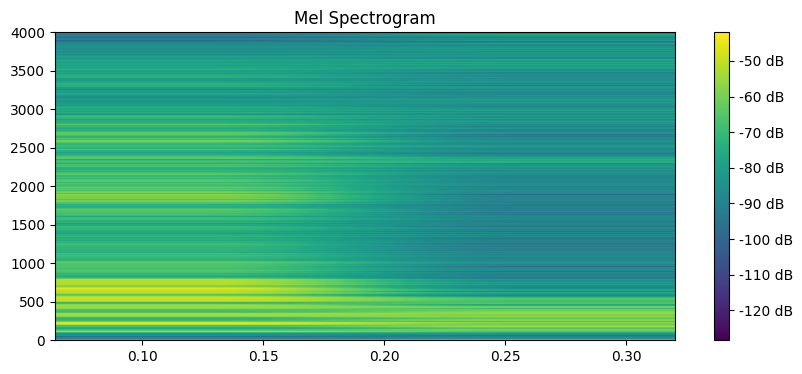 Mel Spectrogram
4000
3500
3000
2500
2000
1500
1000
500
0
0.10 0.15 0.20 0.25 0.30
-50 dB
-60 dB
-70 dB
-80 dB
-90 dB
-100 dB
-110 dB
-120 dB